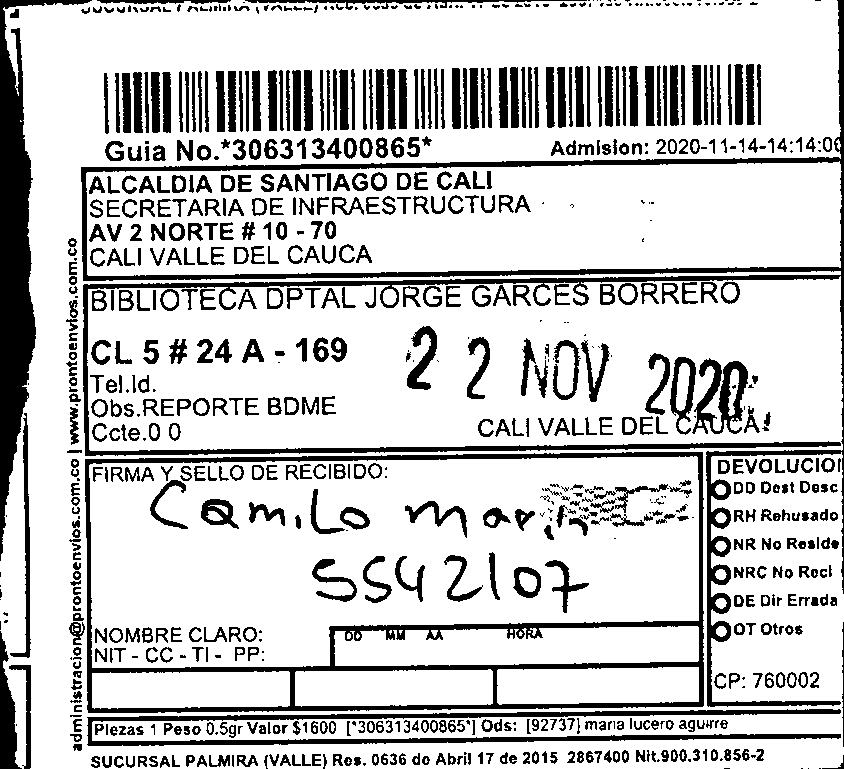 Guia No.*306313400865*
Admision: 2020-11-14-14:14:00
ALCALDIA DE SANTIAGO DE CALI
SECRETARIA DE INFRAESTRUCTURA
AV 2 NORTE # 10 - 70
CALI VALLE DEL CAUCA
BIBLIOTECA DPTAL JORGE GARCES BORRERO
CL 5 # 24 A - 169
22 NOV 2020
Tel.Id.
Obs.REPORTE BDME
Ccte.0 0
CALI VALLE DEL CAUCA
FIRMA Y SELLO DE RECIBIDO:
Camilo marin
5542107
NOMBRE CLARO:
NIT - CC - TI - PP:
DD MM AA HORA
DEVOLUCIO
DD Dest Desc
RH Rehusado
NR No Reside
NRC No Recl
DE Dir Errada
OT Otros
CP: 760002
Piezas 1 Peso 0.5gr Valor $1600 [*306313400865*] Ods: [92737] maria lucero aguirre
SUCURSAL PALMIRA (VALLE) Res. 0636 de Abril 17 de 2015 2867400 Nit.900.310.856-2
administracion@prontoenvios.com.co | www.prontoenvios.com.co